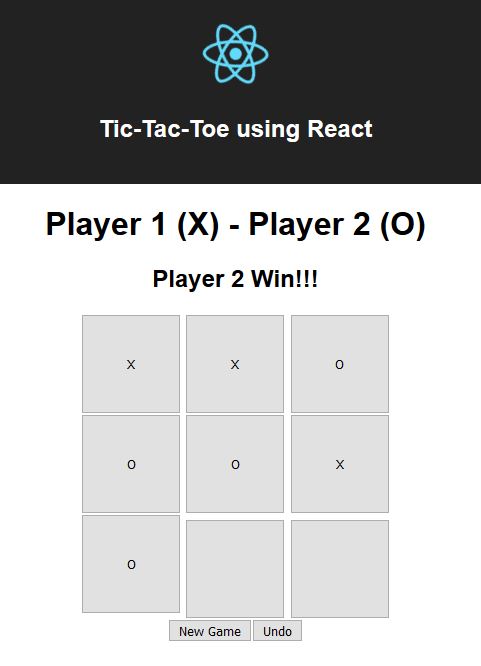 Tic-Tac-Toe using React
Player 1 (X) - Player 2 (O)
Player 2 Win!!!
X X O
O O X
O
New Game Undo